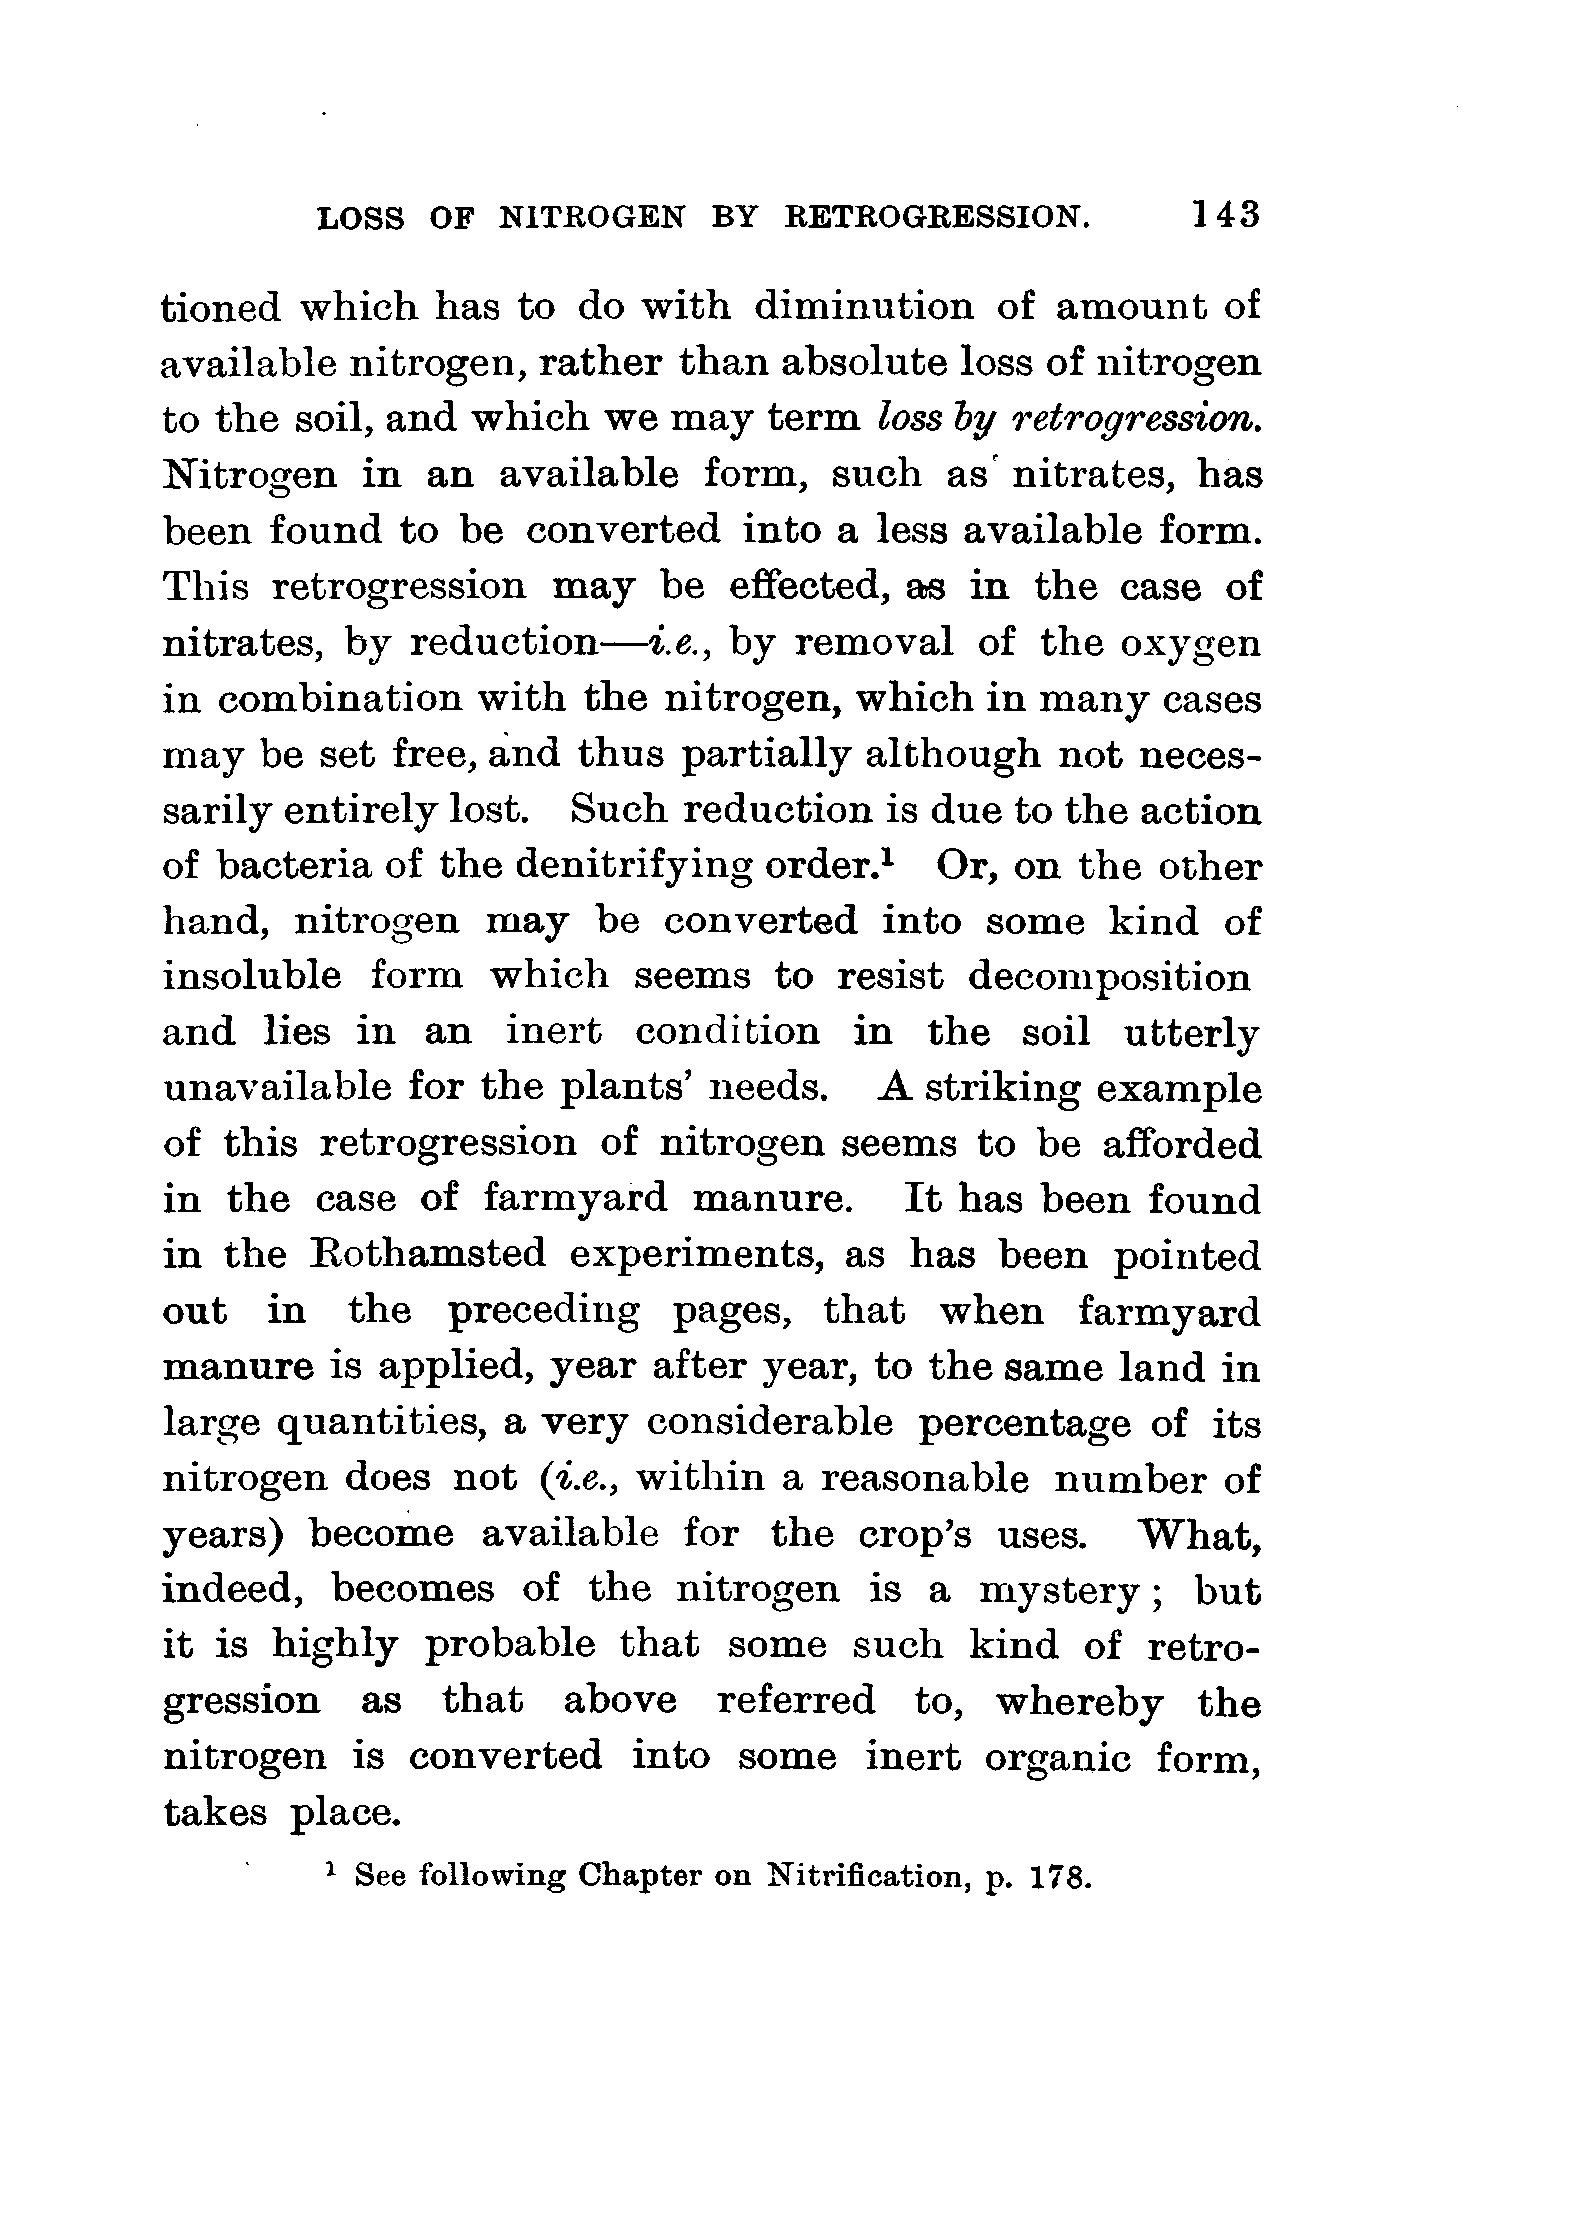 LOSS OF NITROGEN BY RETROGRESSION. 143
tioned which has to do with diminution of amount of
available nitrogen, rather than absolute loss of nitrogen
to the soil, and which we may term loss by retrogression.
Nitrogen in an available form, such as nitrates, has
been found to be converted into a less available form.
This retrogression may be effected, as in the case of
nitrates, by reduction—i.e., by removal of the oxygen
in combination with the nitrogen, which in many cases
may be set free, and thus partially although not neces-
sarily entirely lost. Such reduction is due to the action
of bacteria of the denitrifying order.¹ Or, on the other
hand, nitrogen may be converted into some kind of
insoluble form which seems to resist decomposition
and lies in an inert condition in the soil utterly
unavailable for the plants' needs. A striking example
of this retrogression of nitrogen seems to be afforded
in the case of farmyard manure. It has been found
in the Rothamsted experiments, as has been pointed
out in the preceding pages, that when farmyard
manure is applied, year after year, to the same land in
large quantities, a very considerable percentage of its
nitrogen does not (i.e., within a reasonable number of
years) become available for the crop's uses. What,
indeed, becomes of the nitrogen is a mystery; but
it is highly probable that some such kind of retro-
gression as that above referred to, whereby the
nitrogen is converted into some inert organic form,
takes place.
¹ See following Chapter on Nitrification, p. 178.